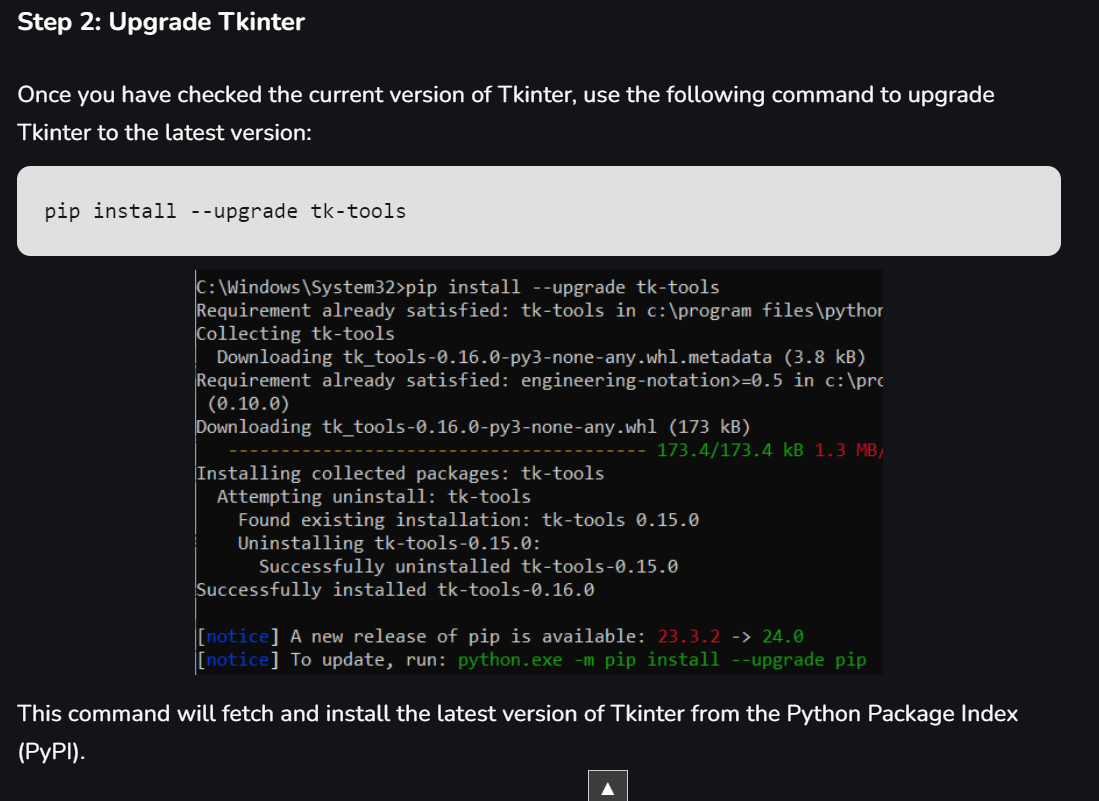 Step 2: Upgrade Tkinter
Once you have checked the current version of Tkinter, use the following command to upgrade
Tkinter to the latest version:
pip install --upgrade tk-tools
C:\Windows\System32>pip install --upgrade tk-tools
Requirement already satisfied: tk-tools in c:\program files\python
Collecting tk-tools
  Downloading tk_tools-0.16.0-py3-none-any.whl.metadata (3.8 kB)
Requirement already satisfied: engineering-notation>=0.5 in c:\pro
 (0.10.0)
Downloading tk_tools-0.16.0-py3-none-any.whl (173 kB)
   ---------------------------------------- 173.4/173.4 kB 1.3 MB/
Installing collected packages: tk-tools
  Attempting uninstall: tk-tools
    Found existing installation: tk-tools 0.15.0
    Uninstalling tk-tools-0.15.0:
      Successfully uninstalled tk-tools-0.15.0
Successfully installed tk-tools-0.16.0
[notice] A new release of pip is available: 23.3.2 -> 24.0
[notice] To update, run: python.exe -m pip install --upgrade pip
This command will fetch and install the latest version of Tkinter from the Python Package Index
(PyPI).